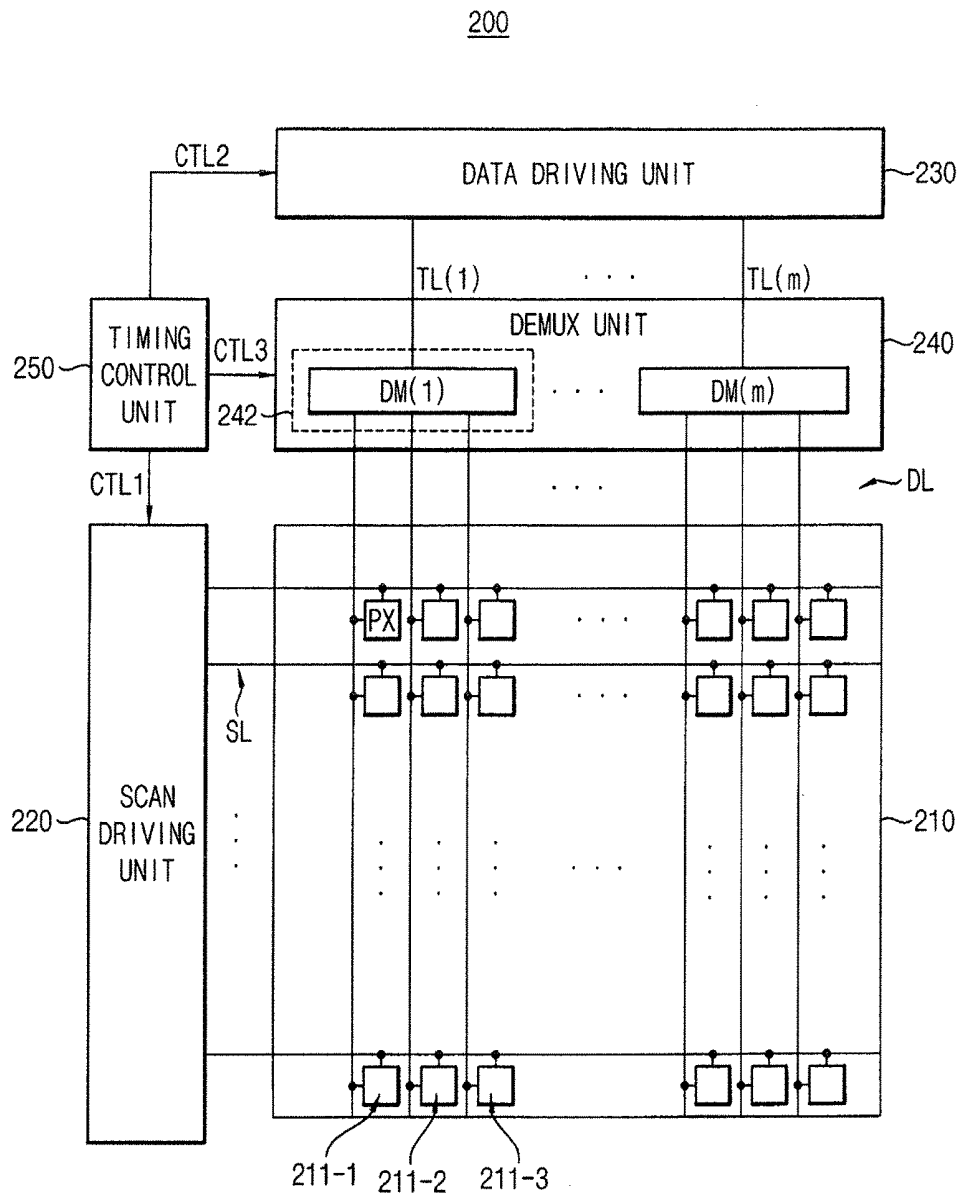 200
CTL2
DATA DRIVING UNIT
230
TL(1)
. . .
TL(m)
TIMING
CONTROL
UNIT
250
CTL3
DEMUX UNIT
240
242
DM(1)
. . .
DM(m)
CTL1
. . .
DL
PX
. . .
SL
. . .
SCAN
DRIVING
UNIT
220
. . .
210
211-1
211-2
211-3